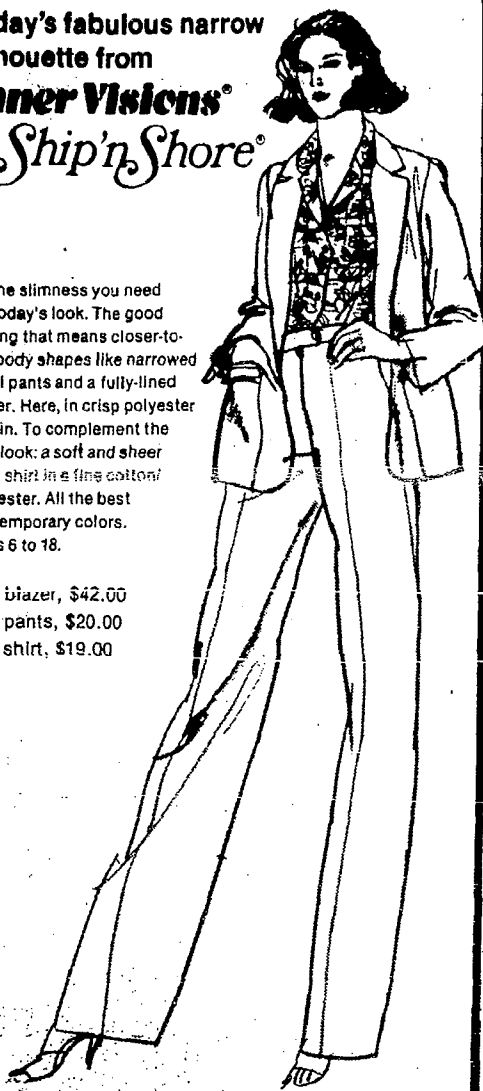 day's fabulous narrow
houette from
nner Visions®
Ship'n Shore®
he slimness you need
oday's look. The good
ng that means closer-to-
body shapes like narrowed
l pants and a fully-lined
er. Here, in crisp polyester
in. To complement the
look: a soft and sheer
shirt in a fine cotton/
ester. All the best
emporary colors.
s 6 to 18.
blazer, $42.00
pants, $20.00
shirt, $19.00